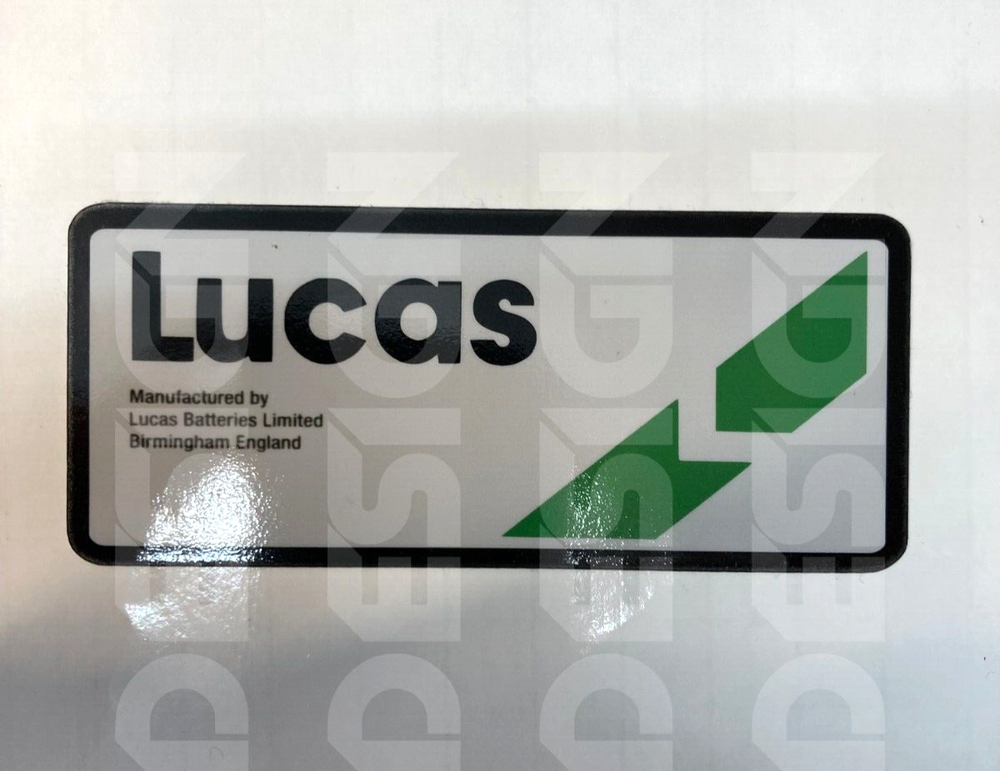 Lucas
Manufactured by
Lucas Batteries Limited
Birmingham England